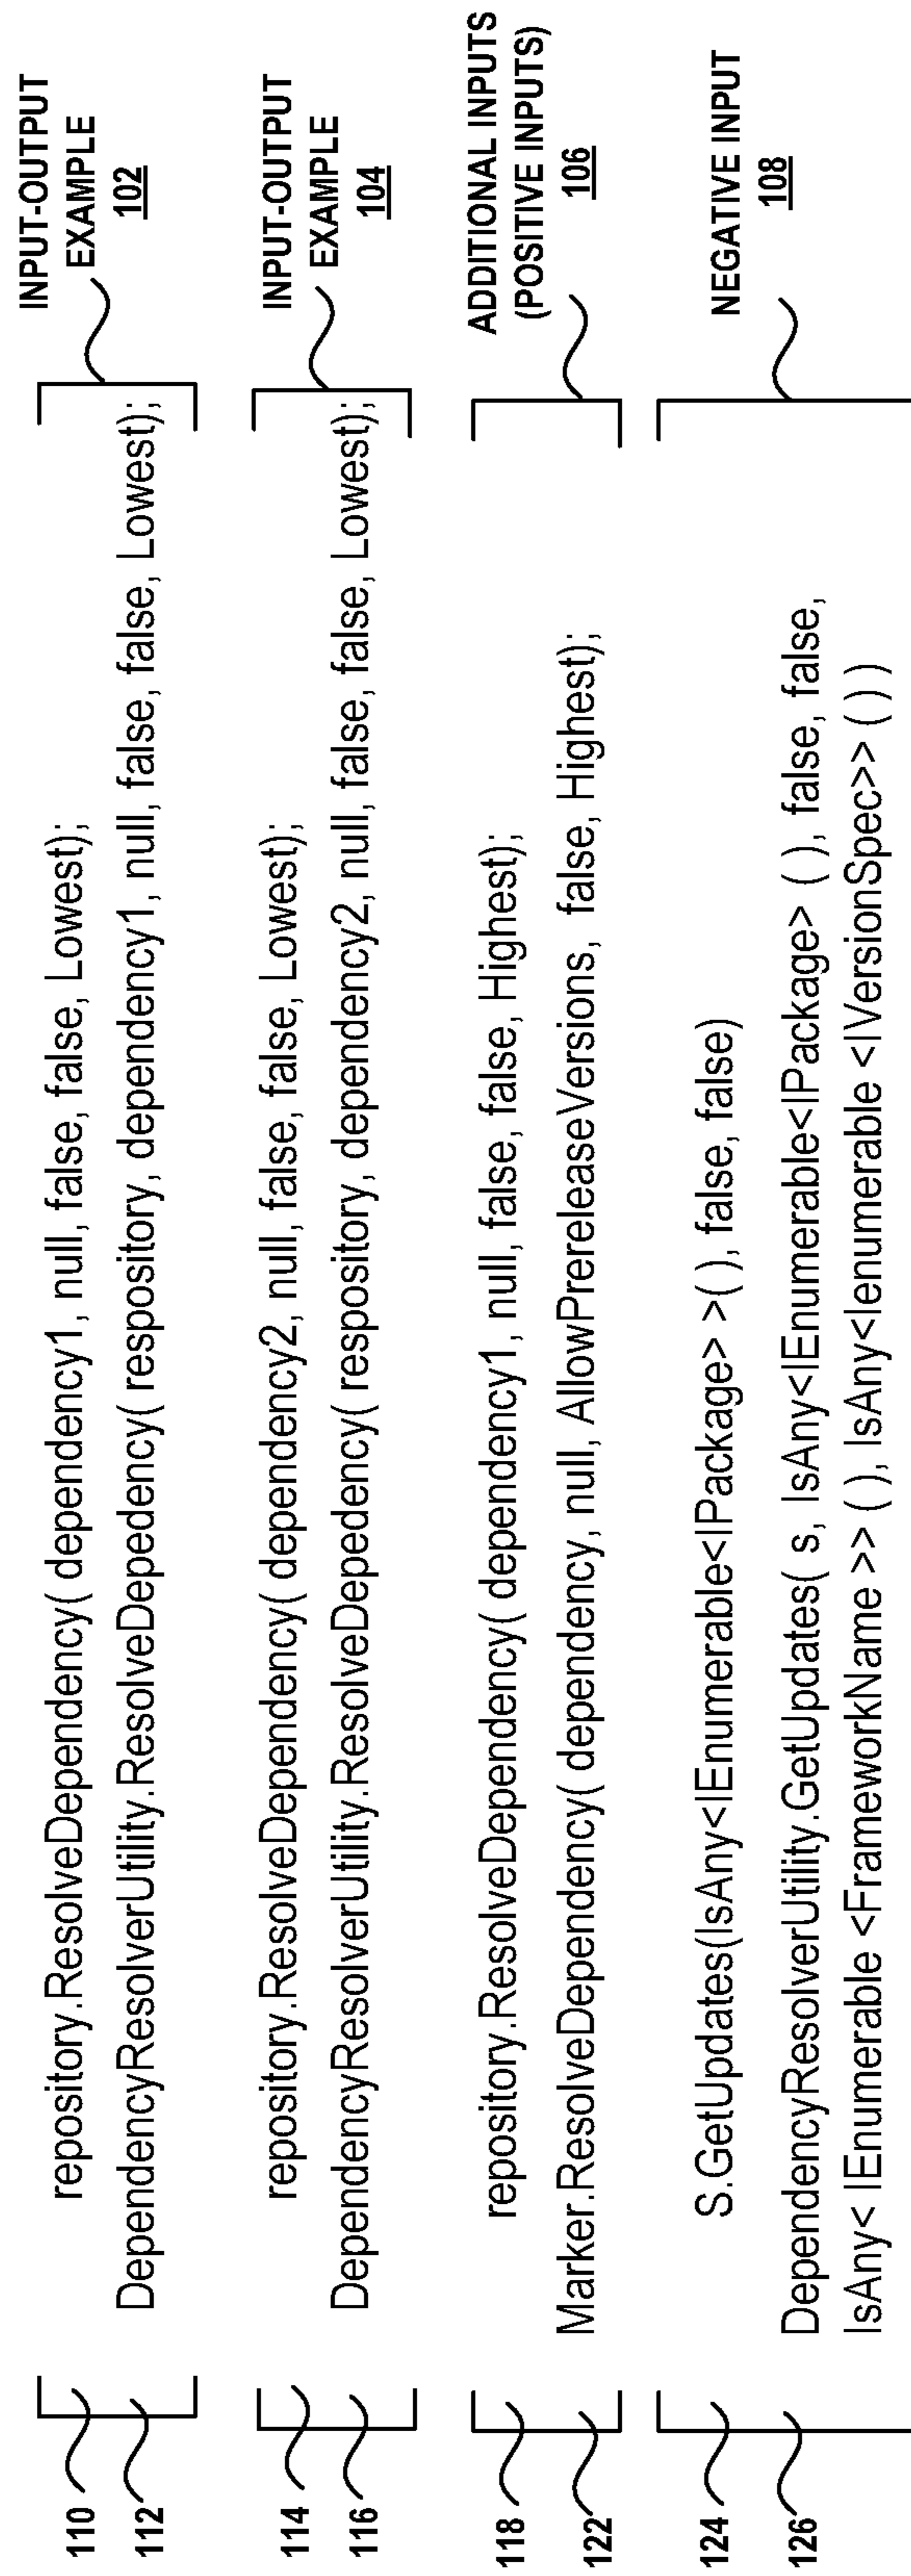 110 repository.ResolveDependency( dependency1, null, false, false, Lowest);
112 DependencyResolverUtility.ResolveDepedency( respository, dependency1, null, false, false, Lowest);
INPUT-OUTPUT
EXAMPLE
102
114 repository.ResolveDependency( dependency2, null, false, false, Lowest);
116 DependencyResolverUtility.ResolveDepedency( respository, dependency2, null, false, false, Lowest);
INPUT-OUTPUT
EXAMPLE
104
118 repository.ResolveDependency( dependency1, null, false, false, Highest);
122 Marker.ResolveDependency( dependency, null, AllowPrereleaseVersions, false, Highest);
ADDITIONAL INPUTS
(POSITIVE INPUTS)
106
124 S.GetUpdates(IsAny<IEnumerable<IPackage> >( ), false, false)
126 DependencyResolverUtility.GetUpdates( s, IsAny<IEnumerable<IPackage> ( ), false, false,
IsAny< IEnumerable <FrameworkName >> ( ), IsAny<Ienumerable <IVersionSpec>> ( ) )
NEGATIVE INPUT
108